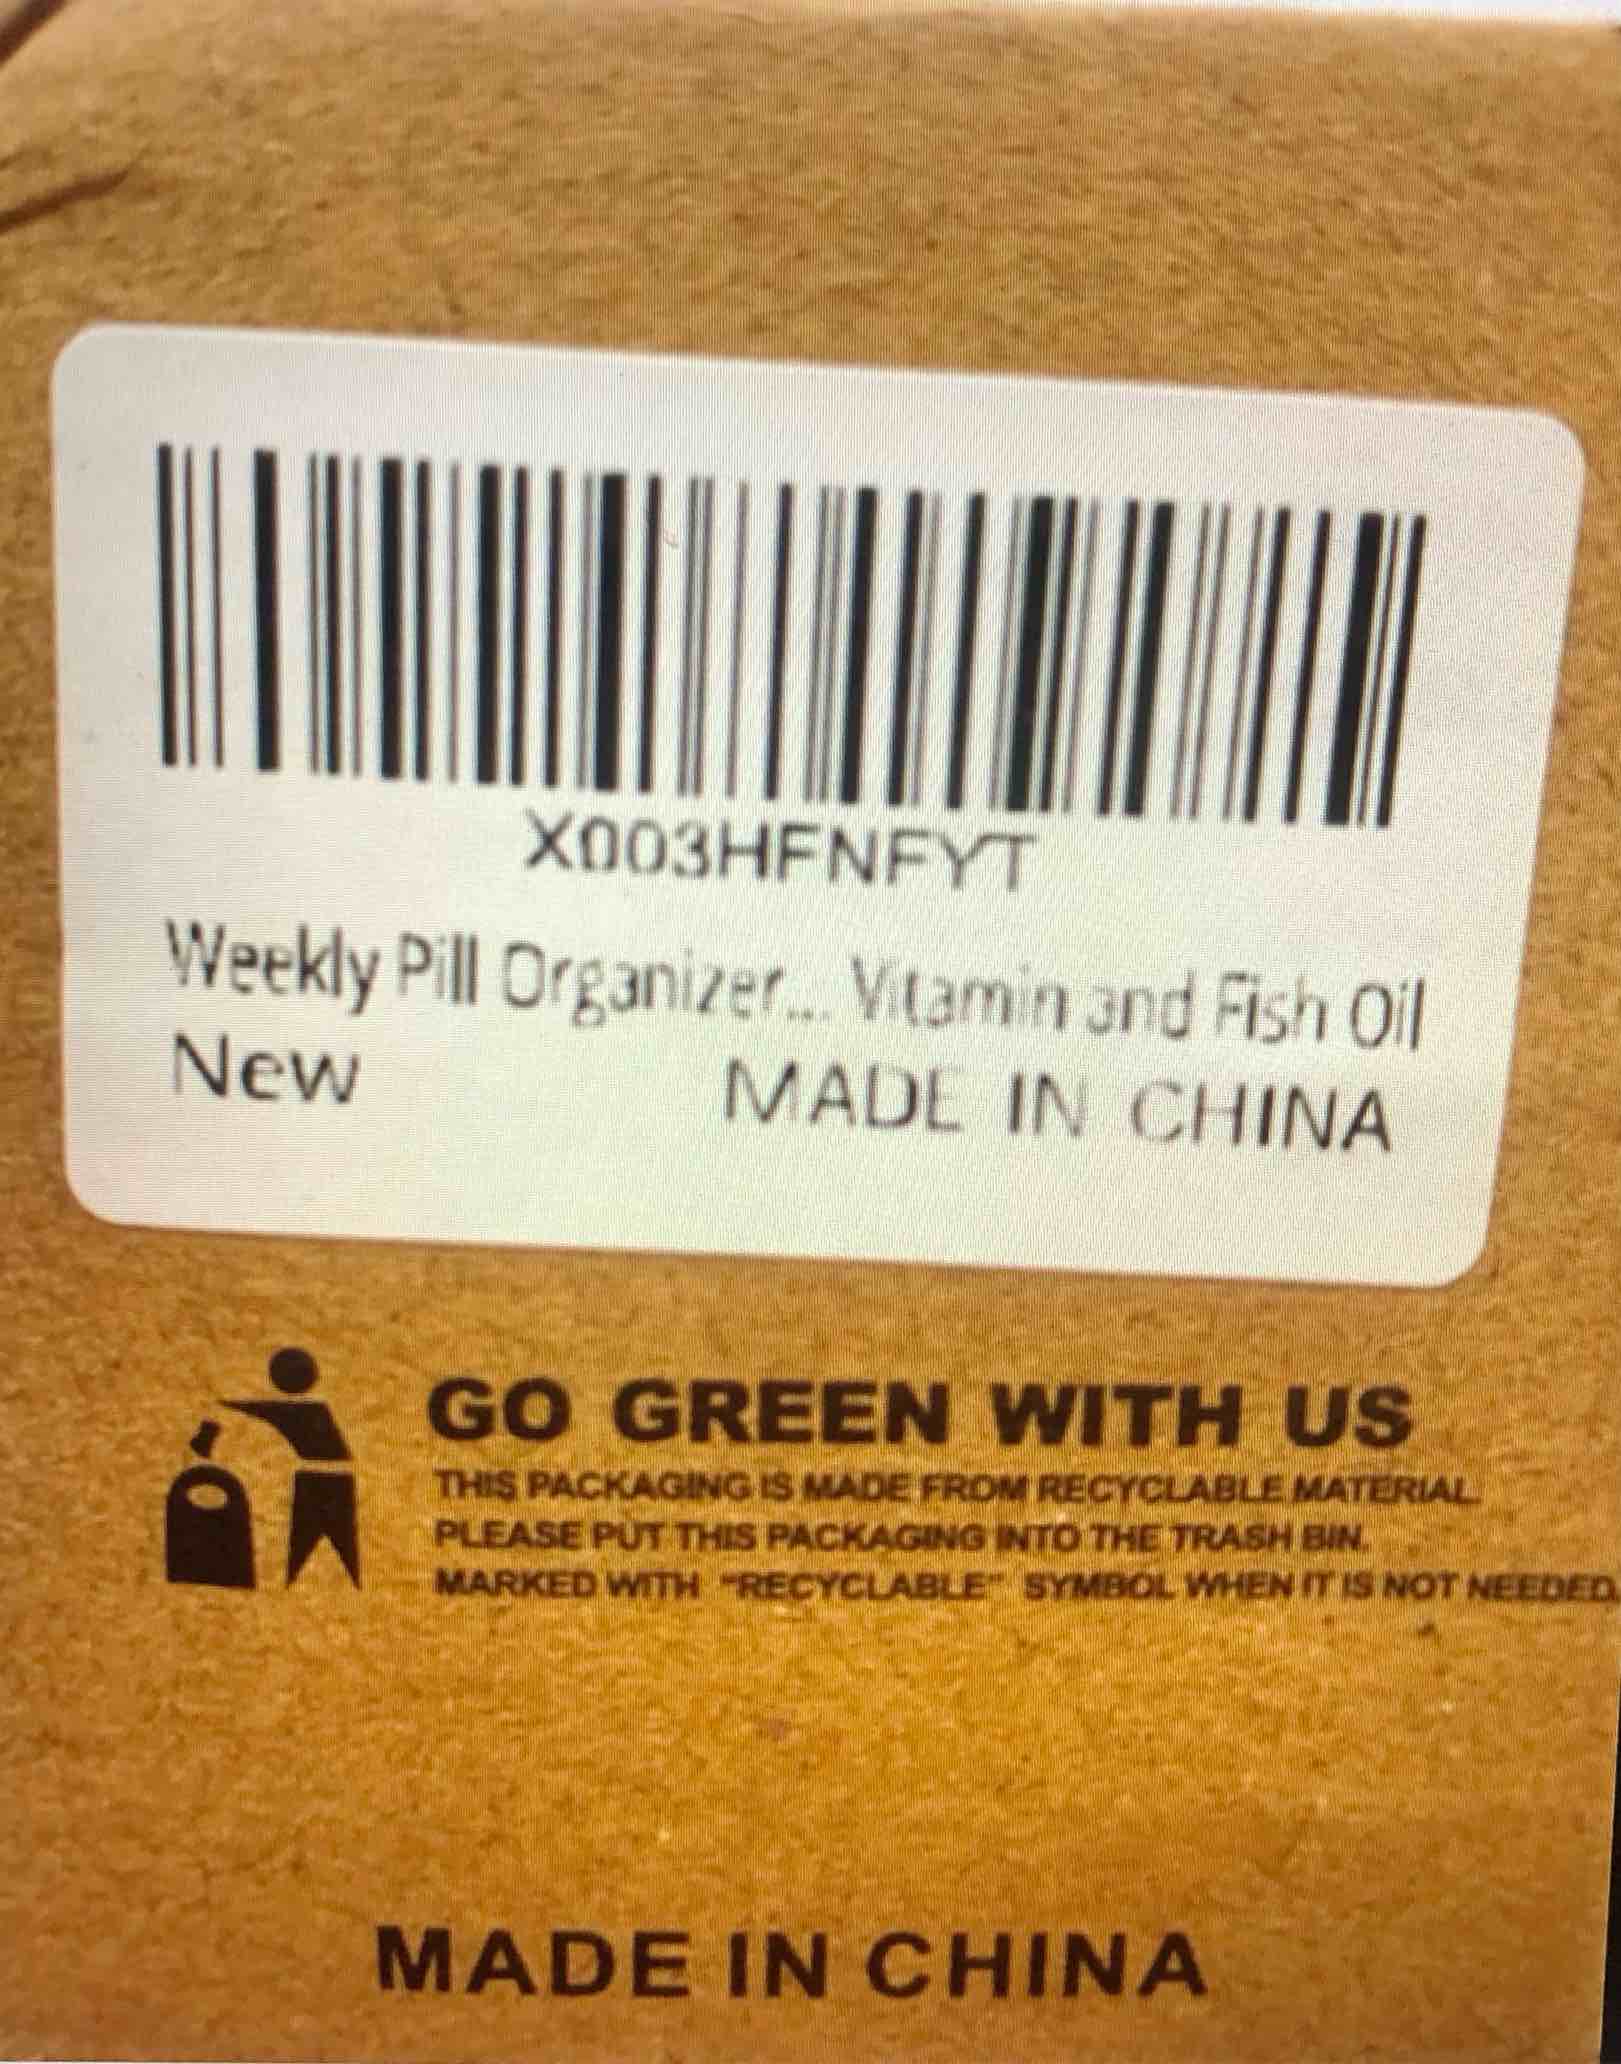 X003HFNFYT
Weekly Pill Organizer... Vitamin and Fish Oil
New MADE IN CHINA
GO GREEN WITH US
THIS PACKAGING IS MADE FROM RECYCLABLE MATERIAL
PLEASE PUT THIS PACKAGING INTO THE TRASH BIN.
MARKED WITH "RECYCLABLE" SYMBOL WHEN IT IS NOT NEEDED
MADE IN CHINA